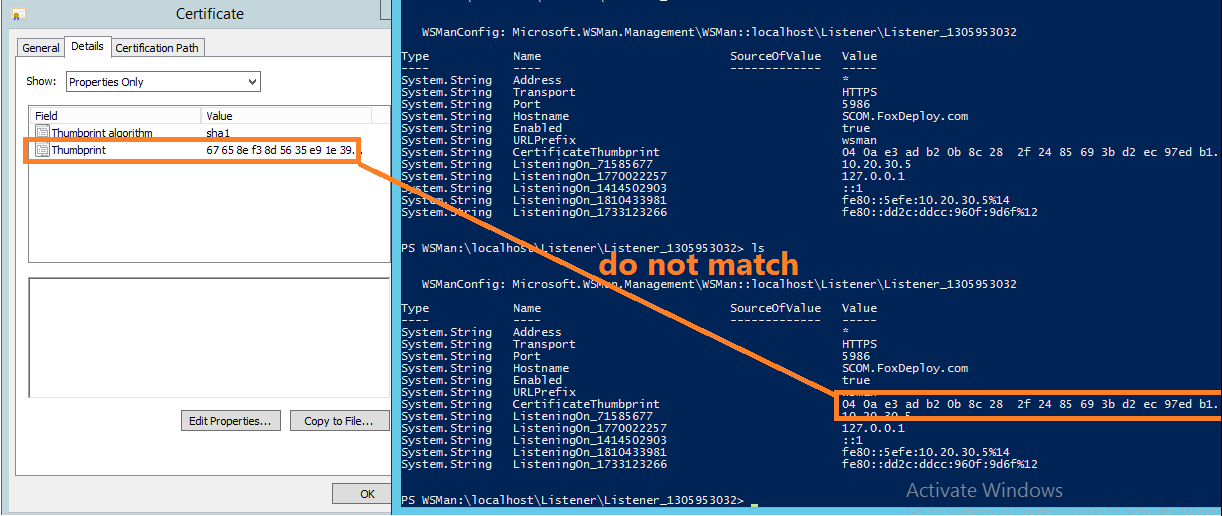 Certificate
General Details Certification Path
Show: Properties Only
Field Value
Thumbprint algorithm sha1
Thumbprint 67 65 8e f3 8d 56 35 e9 1e 39...
Edit Properties... Copy to File...
OK
WSManConfig: Microsoft.WSMan.Management\WSMan::localhost\Listener\Listener_1305953032
Type Name SourceOfValue Value
---- ---- ------------- -----
System.String Address *
System.String Transport HTTPS
System.String Port 5986
System.String Hostname SCOM.FoxDeploy.com
System.String Enabled true
System.String URLPrefix wsman
System.String CertificateThumbprint 04 0a e3 ad b2 0b 8c 28  2f 24 85 69 3b d2 ec 97ed b1.
System.String ListeningOn_71585677 10.20.30.5
System.String ListeningOn_1770022257 127.0.0.1
System.String ListeningOn_1414502903 ::1
System.String ListeningOn_1810433981 fe80::5efe:10.20.30.5%14
System.String ListeningOn_1733123266 fe80::dd2c:ddcc:960f:9d6f%12
PS WSMan:\localhost\Listener\Listener_1305953032> ls
do not match
WSManConfig: Microsoft.WSMan.Management\WSMan::localhost\Listener\Listener_1305953032
Type Name SourceOfValue Value
---- ---- ------------- -----
System.String Address *
System.String Transport HTTPS
System.String Port 5986
System.String Hostname SCOM.FoxDeploy.com
System.String Enabled true
System.String URLPrefix wsman
System.String CertificateThumbprint 04 0a e3 ad b2 0b 8c 28  2f 24 85 69 3b d2 ec 97ed b1.
System.String ListeningOn_71585677 10.20.30.5
System.String ListeningOn_1770022257 127.0.0.1
System.String ListeningOn_1414502903 ::1
System.String ListeningOn_1810433981 fe80::5efe:10.20.30.5%14
System.String ListeningOn_1733123266 fe80::dd2c:ddcc:960f:9d6f%12
Activate Windows
PS WSMan:\localhost\Listener\Listener_1305953032> _